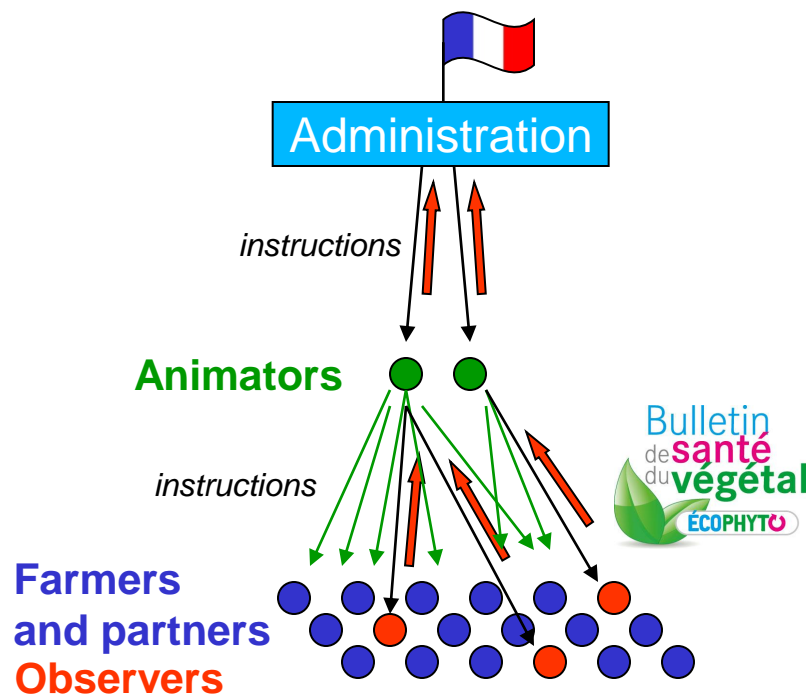 Administration
instructions
Animators
Bulletin
de santé
du végétal
ÉCOPHYTO
instructions
Farmers
and partners
Observers